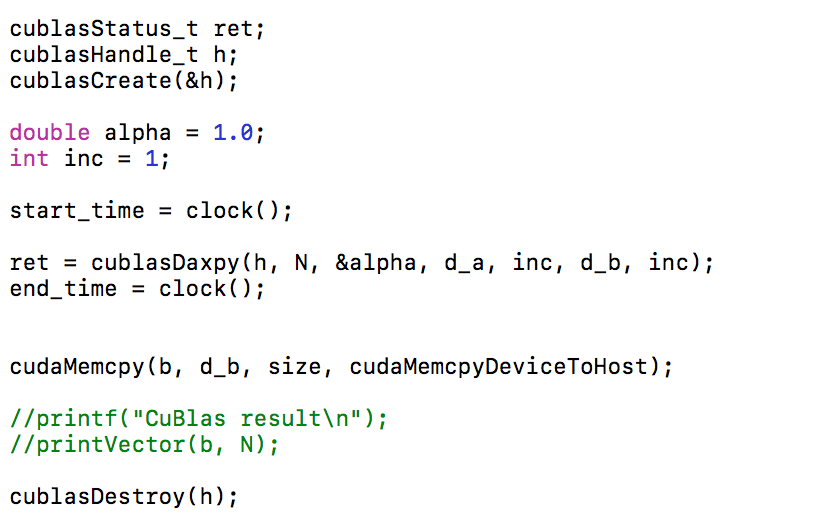 cublasStatus_t ret;
cublasHandle_t h;
cublasCreate(&h);
double alpha = 1.0;
int inc = 1;
start_time = clock();
ret = cublasDaxpy(h, N, &alpha, d_a, inc, d_b, inc);
end_time = clock();
cudaMemcpy(b, d_b, size, cudaMemcpyDeviceToHost);
//printf("CuBlas result\n");
//printVector(b, N);
cublasDestroy(h);